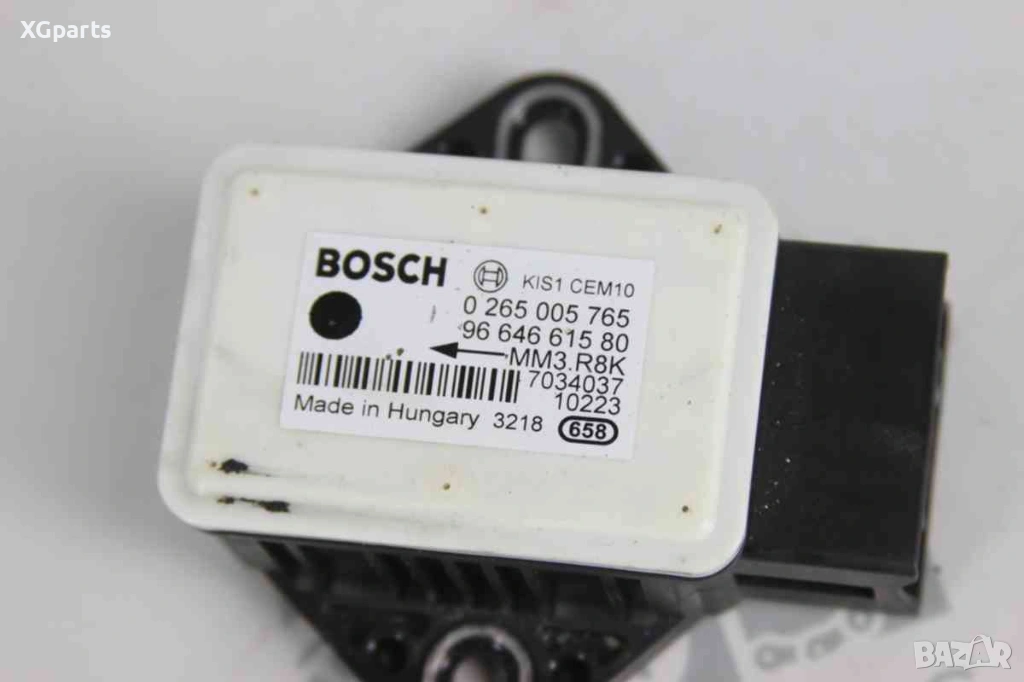 XGparts
BOSCH KIS1 CEM10
0 265 005 765
96 646 615 80
MM3.R8K
7034037
10223
Made in Hungary 3218 658
BAZAR